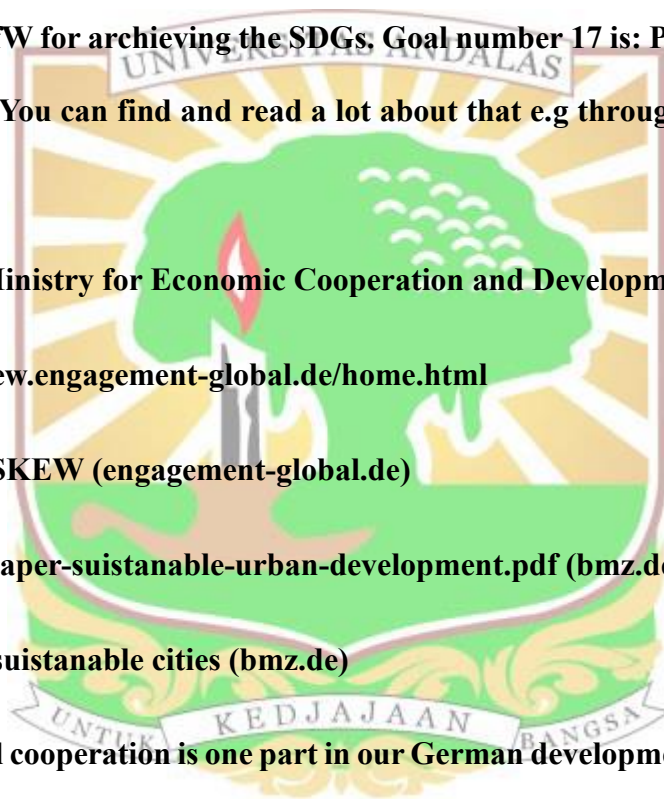 fW for archieving the SDGs. Goal number 17 is: P
UNIVERSITAS ANDALAS
You can find and read a lot about that e.g throug
Ministry for Economic Cooperation and Developm
ew.engagement-global.de/home.html
SKEW (engagement-global.de)
aper-suistanable-urban-development.pdf (bmz.de
suistanable cities (bmz.de)
UNTUK KEDJAJAAN BANGSA
l cooperation is one part in our German developme